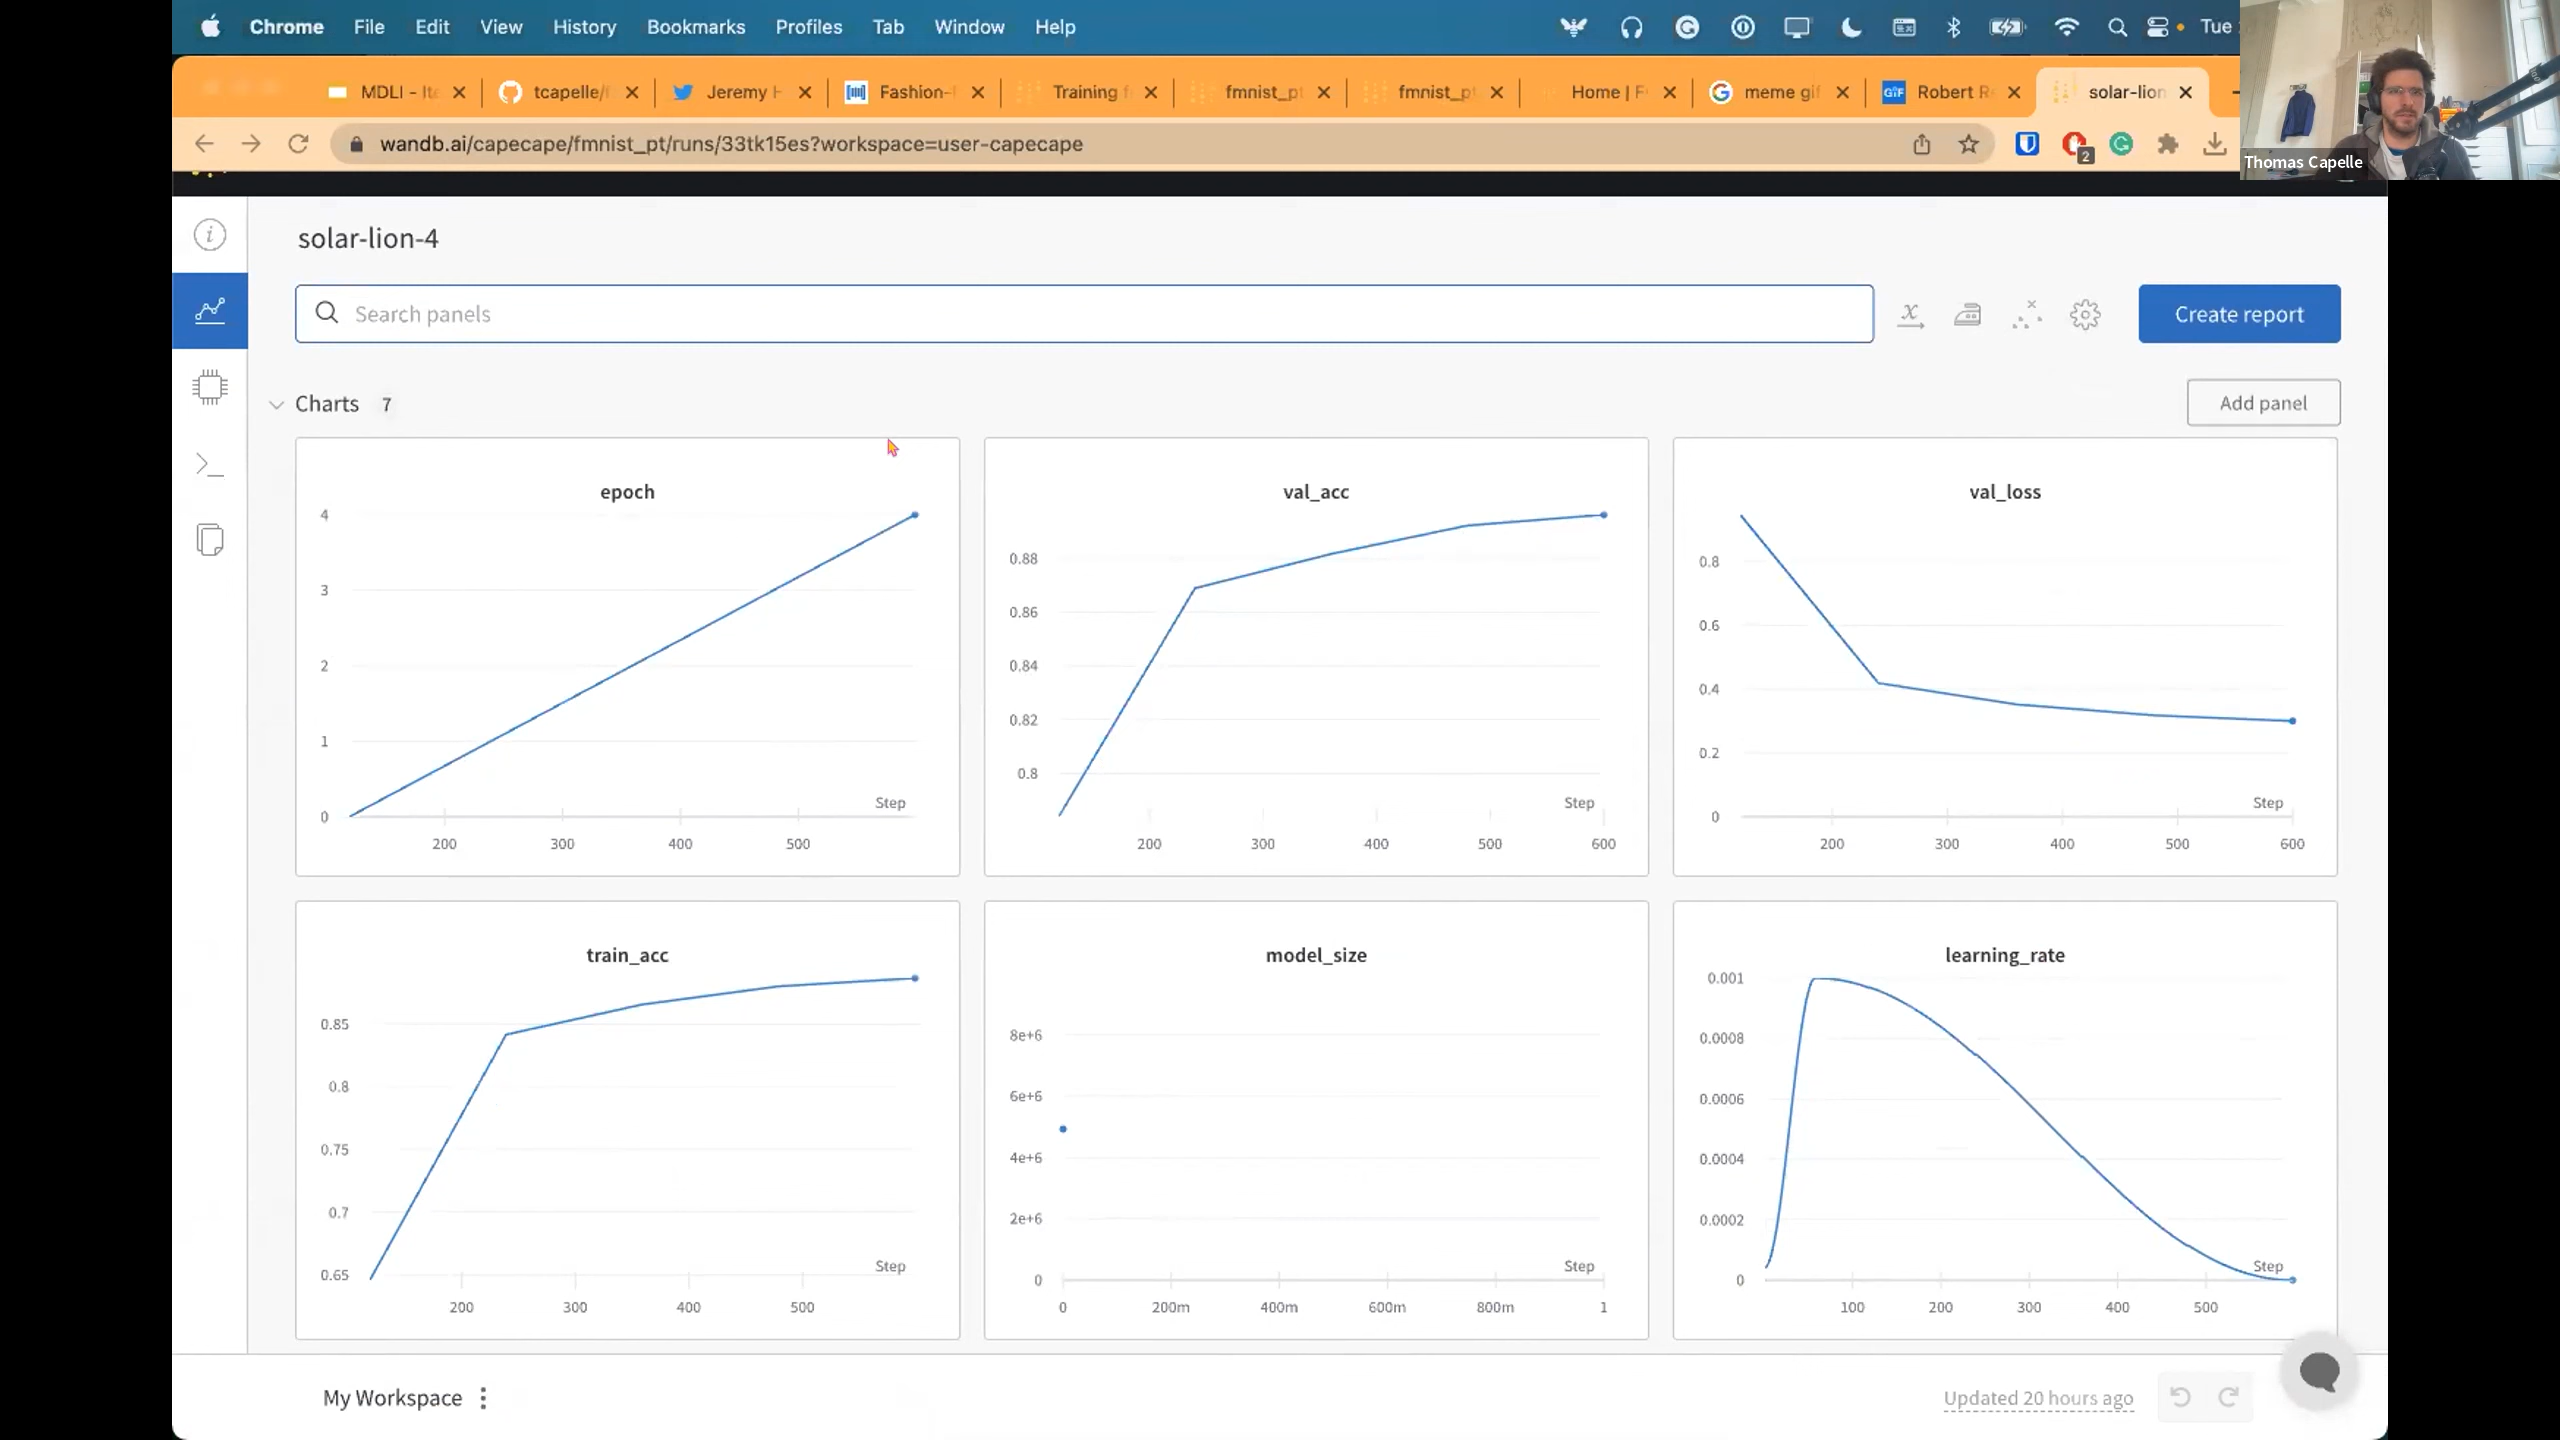 Chrome File Edit View History Bookmarks Profiles Tab Window Help Tue
MDLI - Ite tcapelle/ Jeremy H Fashion- Training f fmnist_pt fmnist_pt Home | F meme gif GIF Robert R solar-lion
wandb.ai/capecape/fmnist_pt/runs/33tk15es?workspace=user-capecape 2
Thomas Capelle
solar-lion-4
Search panels
Create report
Charts 7
Add panel
epoch
4
3
2
1
0
Step
200 300 400 500
val_acc
0.88
0.86
0.84
0.82
0.8
Step
200 300 400 500 600
val_loss
0.8
0.6
0.4
0.2
0
Step
200 300 400 500 600
train_acc
0.85
0.8
0.75
0.7
0.65
Step
200 300 400 500
model_size
8e+6
6e+6
4e+6
2e+6
0
Step
0 200m 400m 600m 800m 1
learning_rate
0.001
0.0008
0.0006
0.0004
0.0002
0
Step
100 200 300 400 500
My Workspace
Updated 20 hours ago